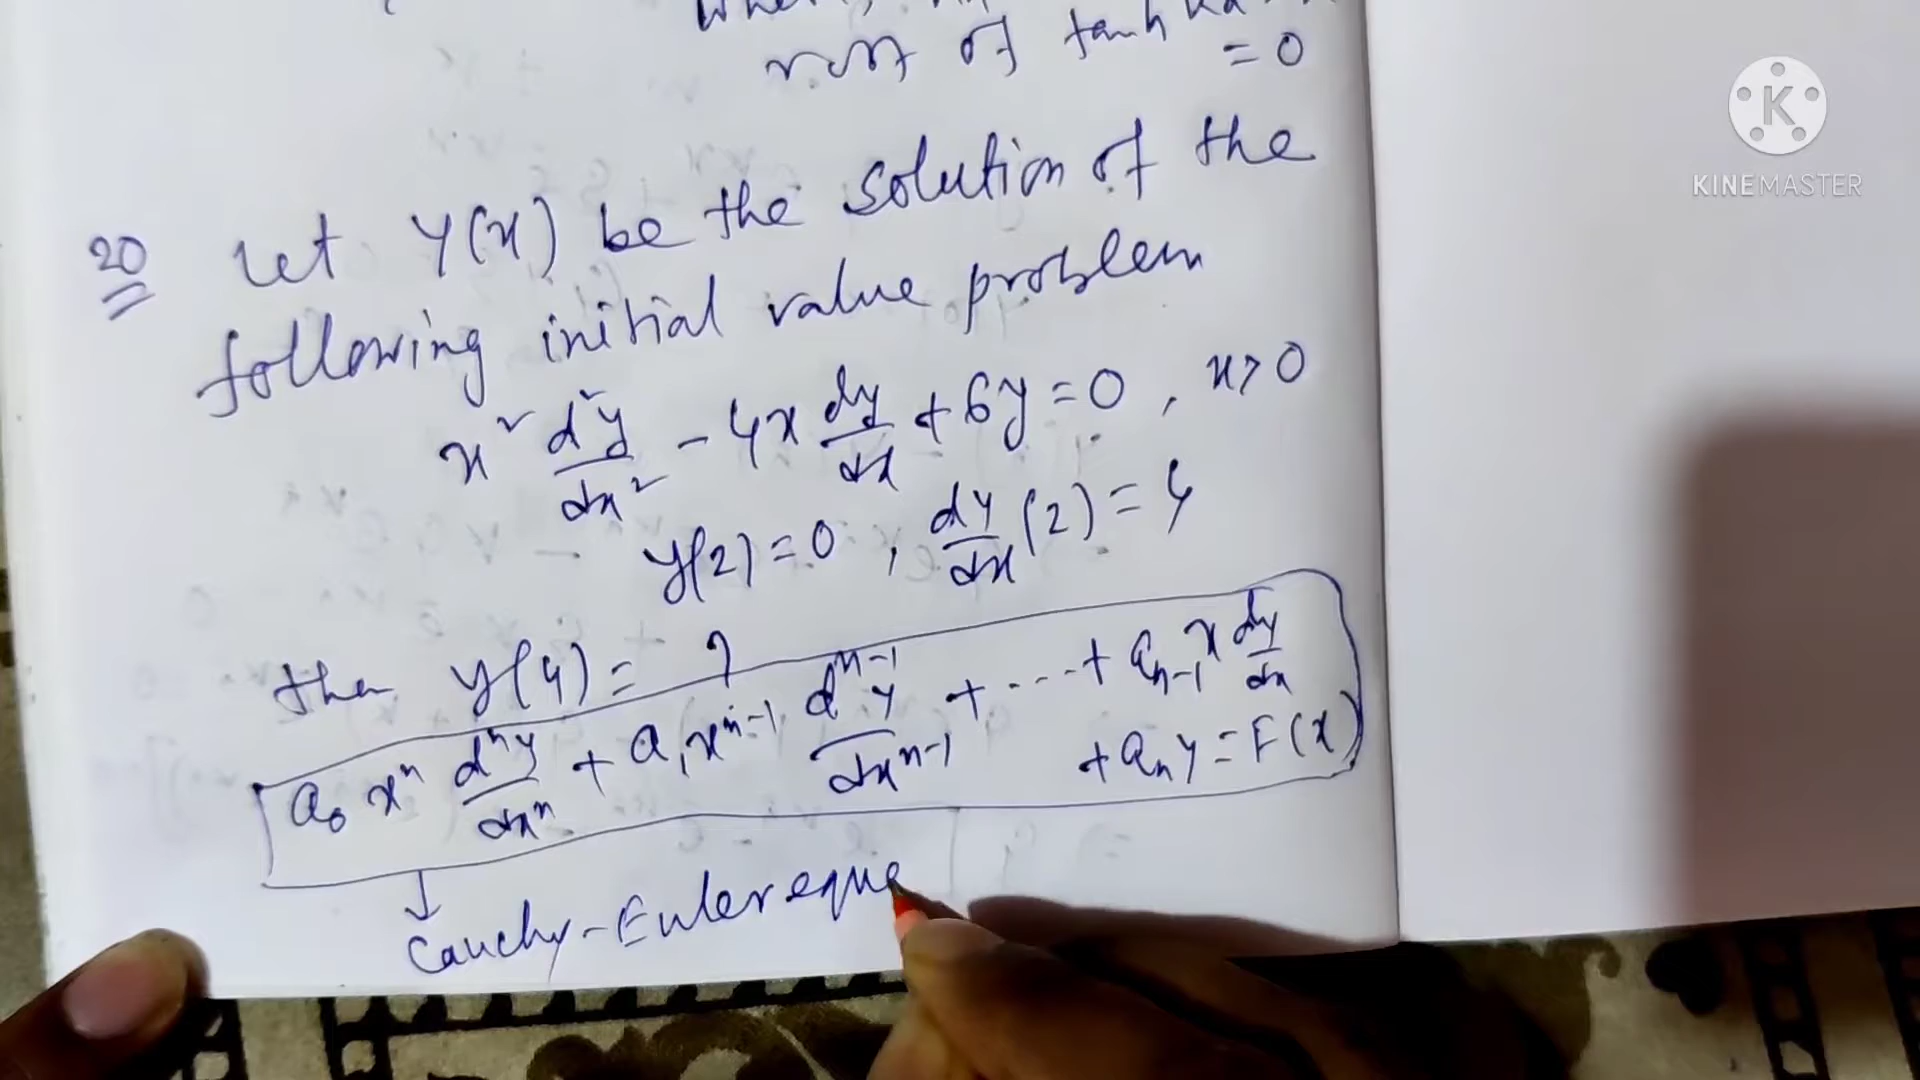 root of tanh
= 0
KINEMASTER
20 Let Y(x) be the solution of the
following initial value problem
x² d²y/dx² - 4x dy/dx + 6y = 0, x > 0
y(2) = 0, dy/dx (2) = 4
then y(4) = ?
a₀ xⁿ dⁿy/dxⁿ + a₁ xⁿ⁻¹ dⁿ⁻¹y/dxⁿ⁻¹ + ... + aₙ₋₁ x dy/dx
+ aₙ y = F(x)
↓
Cauchy-Euler eque